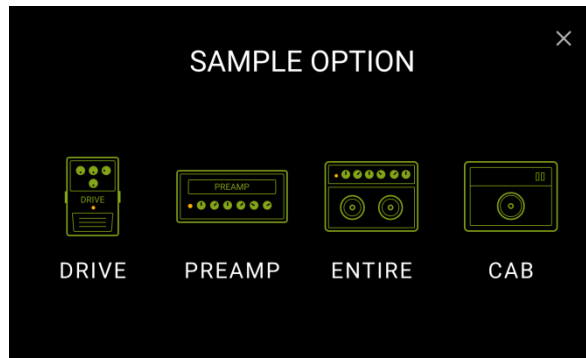 SAMPLE OPTION
DRIVE
PREAMP
DRIVE
PREAMP
ENTIRE
CAB